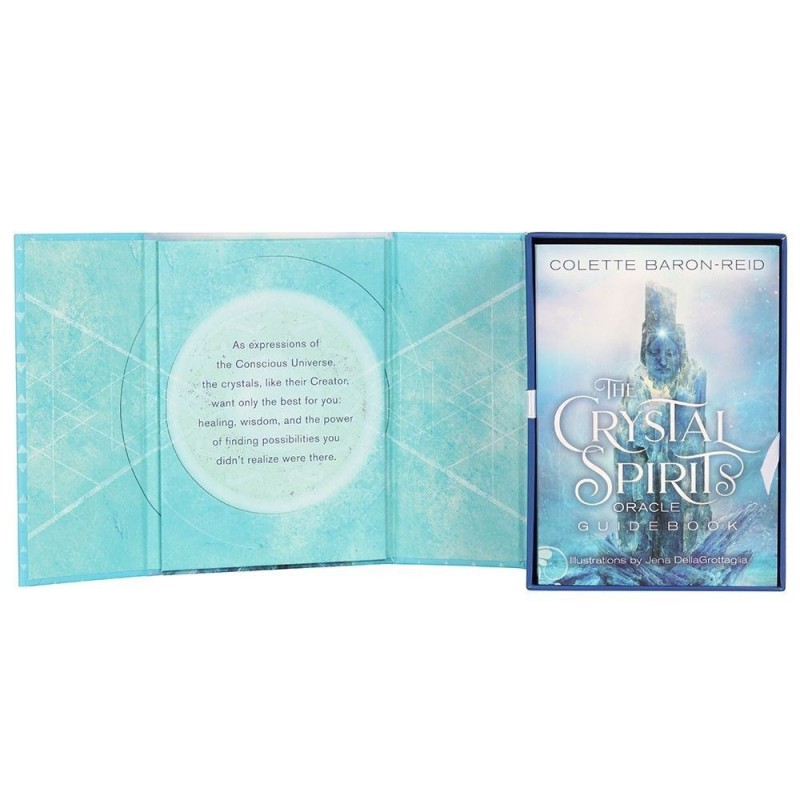 As expressions of
the Conscious Universe,
the crystals, like their Creator,
want only the best for you:
healing, wisdom, and the power
of finding possibilities you
didn't realize were there.
COLETTE BARON-REID
THE
CRYSTAL
SPIRITS
ORACLE
GUIDEBOOK
Illustrations by Jena DellaGrottaglia